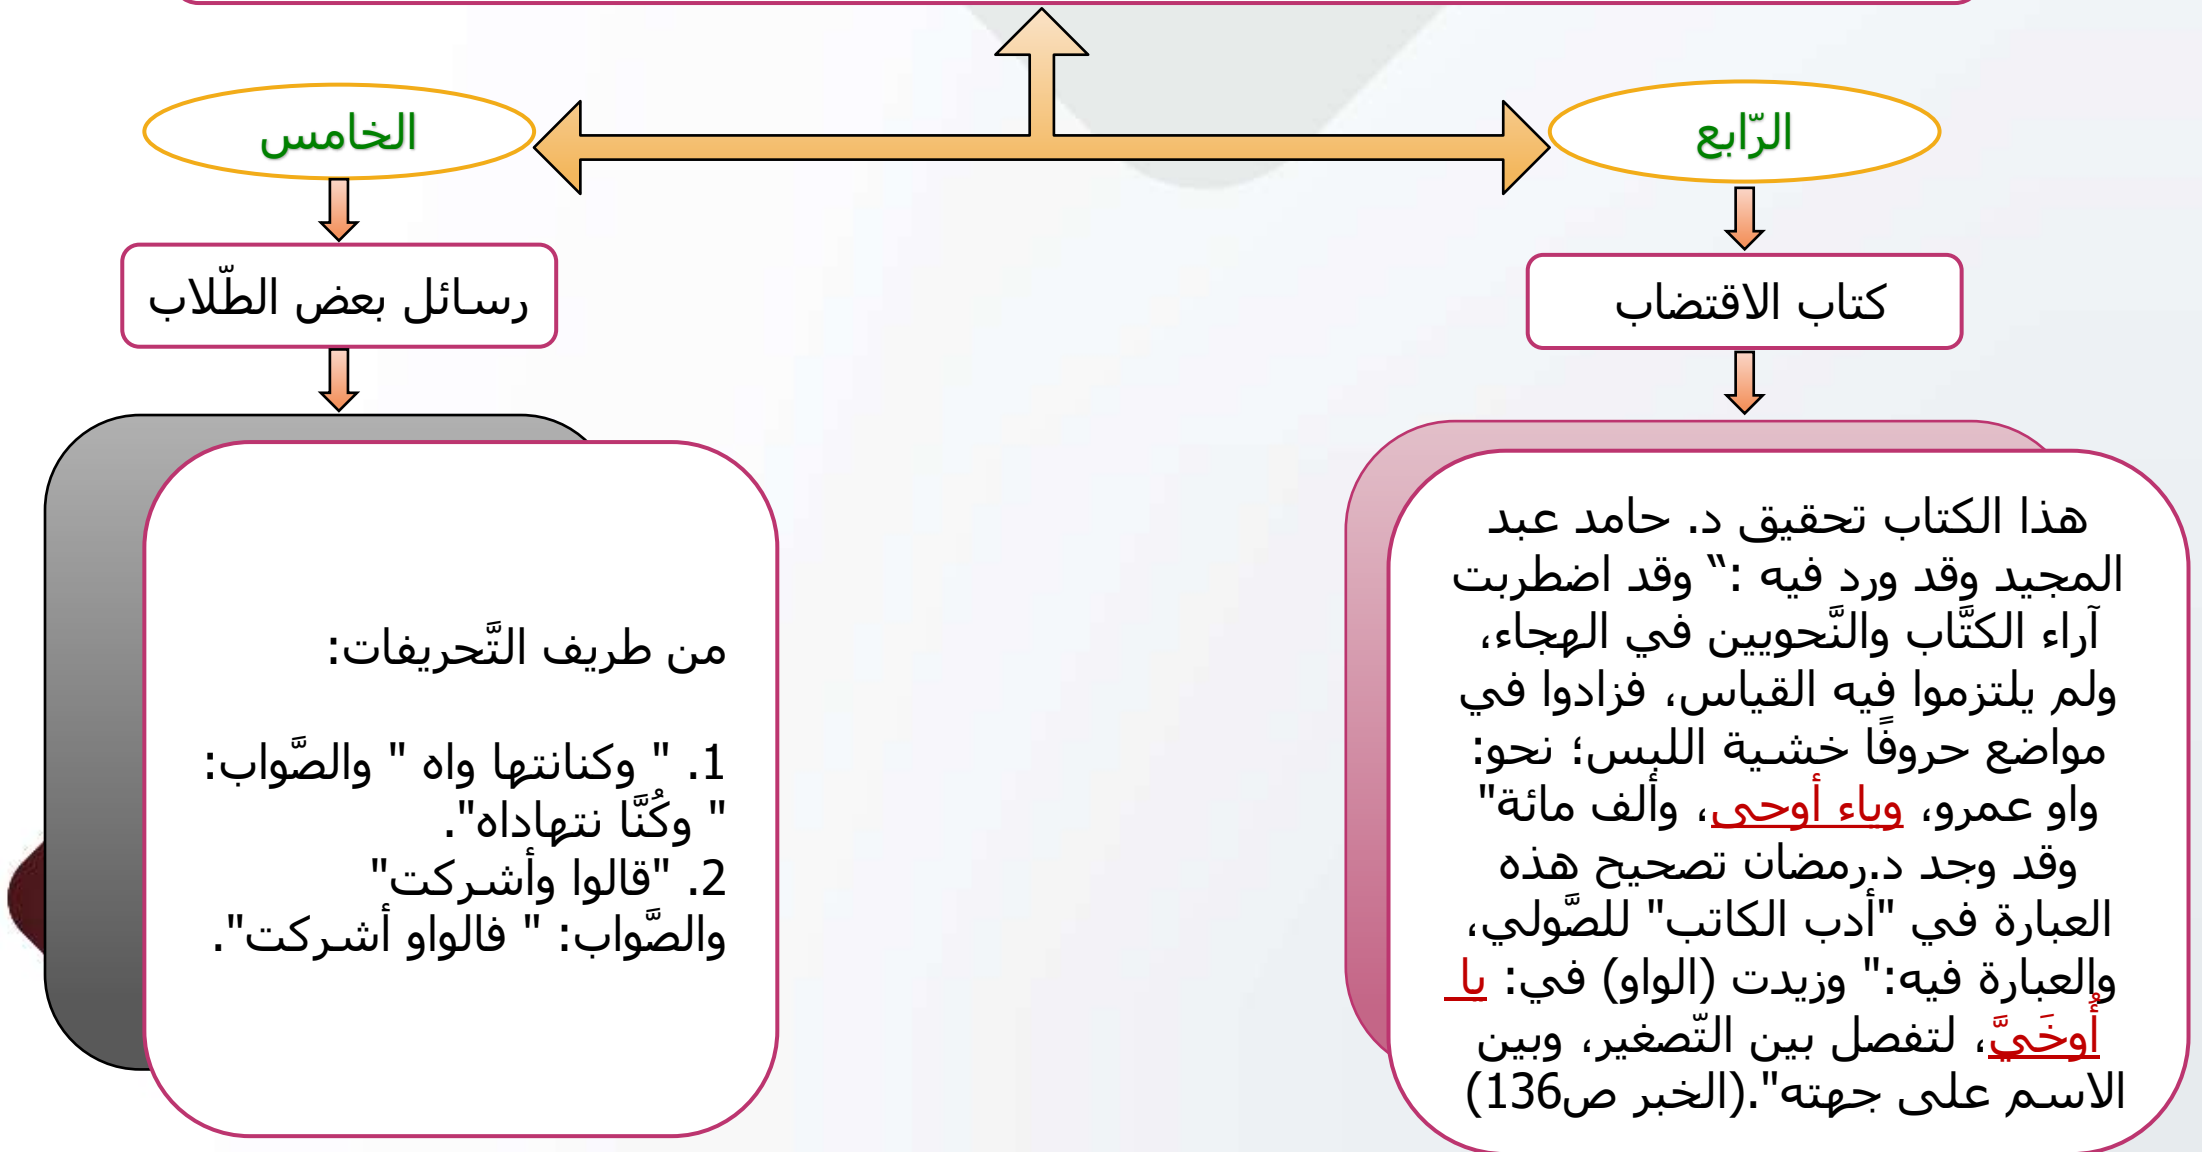 الرّابع
كتاب الاقتضاب
هذا الكتاب تحقيق د. حامد عبد
المجيد وقد ورد فيه :“ وقد اضطربت
آراء الكتَّاب والنَّحويين في الهجاء،
ولم يلتزموا فيه القياس، فزادوا في
مواضع حروفًا خشية اللبس؛ نحو:
واو عمرو، وياء أوحى، وألف مائة"
وقد وجد د.رمضان تصحيح هذه
العبارة في "أدب الكاتب" للصَّولي،
والعبارة فيه:" وزيدت (الواو) في: يا
أُوخَيَّ، لتفصل بين التّصغير، وبين
الاسم على جهته".(الخبر ص136)
الخامس
رسائل بعض الطّلاب
من طريف التَّحريفات:
1. " وكنانتها واه " والصَّواب:
" وكُنَّا نتهاداه".
2. "قالوا وأشركت"
والصَّواب: " فالواو أشركت".